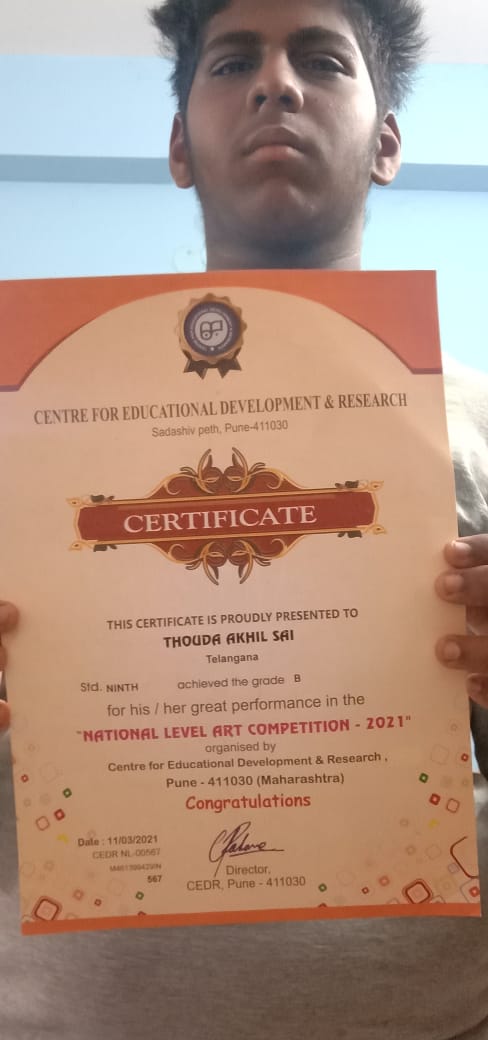 CENTRE FOR EDUCATIONAL DEVELOPMENT & RESEARCH
Sadashiv peth, Pune-411030
CERTIFICATE
THIS CERTIFICATE IS PROUDLY PRESENTED TO
THOUDA AKHIL SAI
Telangana
Std. NINTH achieved the grade B
for his / her great performance in the
"NATIONAL LEVEL ART COMPETITION - 2021"
organised by
Centre for Educational Development & Research ,
Pune - 411030 (Maharashtra)
Congratulations
Date : 11/03/2021
CEDR NL-00567
567
Director,
CEDR, Pune - 411030